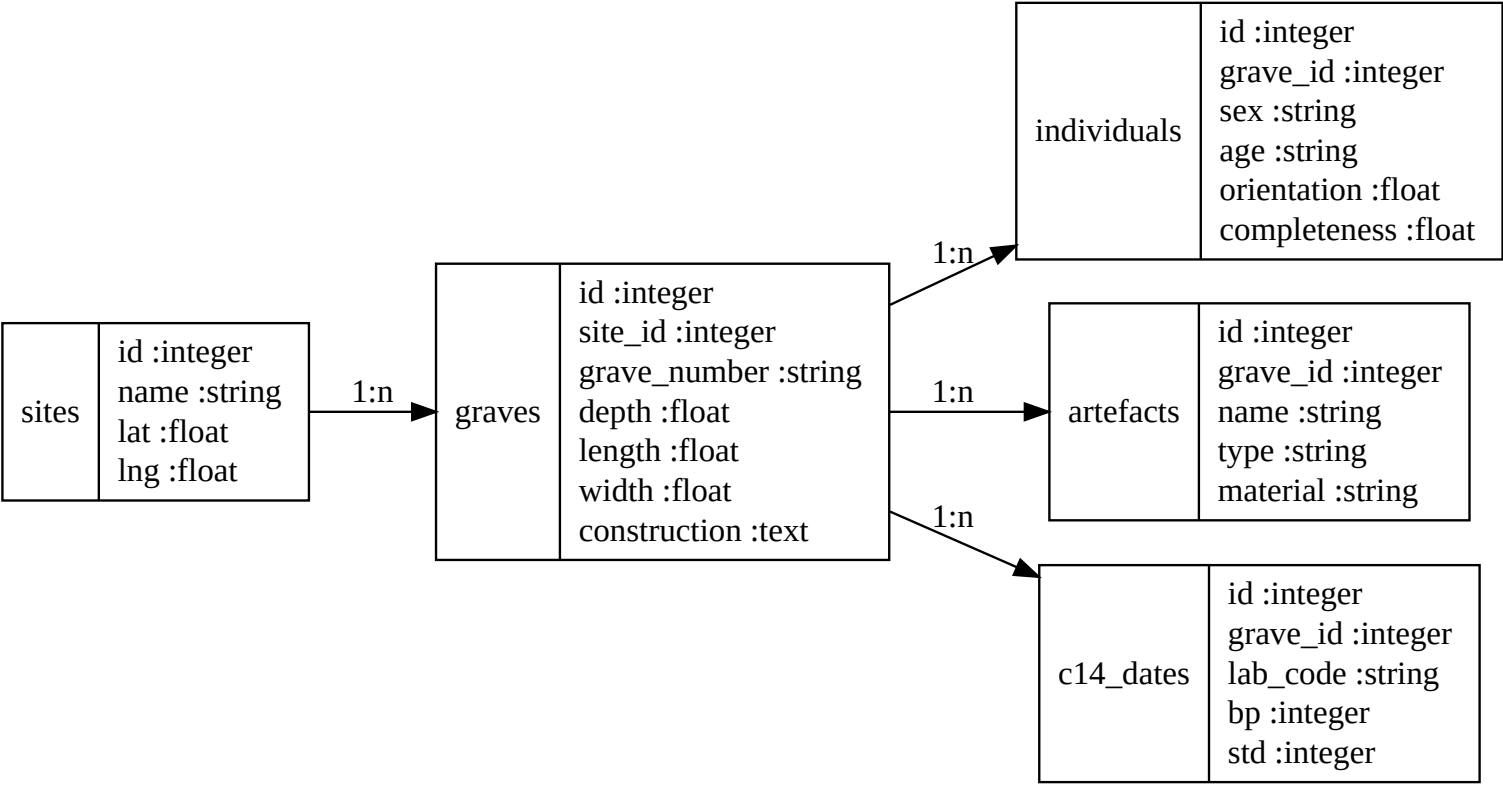 sites
id :integer
name :string
lat :float
lng :float
1:n
graves
id :integer
site_id :integer
grave_number :string
depth :float
length :float
width :float
construction :text
1:n
individuals
id :integer
grave_id :integer
sex :string
age :string
orientation :float
completeness :float
1:n
artefacts
id :integer
grave_id :integer
name :string
type :string
material :string
1:n
c14_dates
id :integer
grave_id :integer
lab_code :string
bp :integer
std :integer